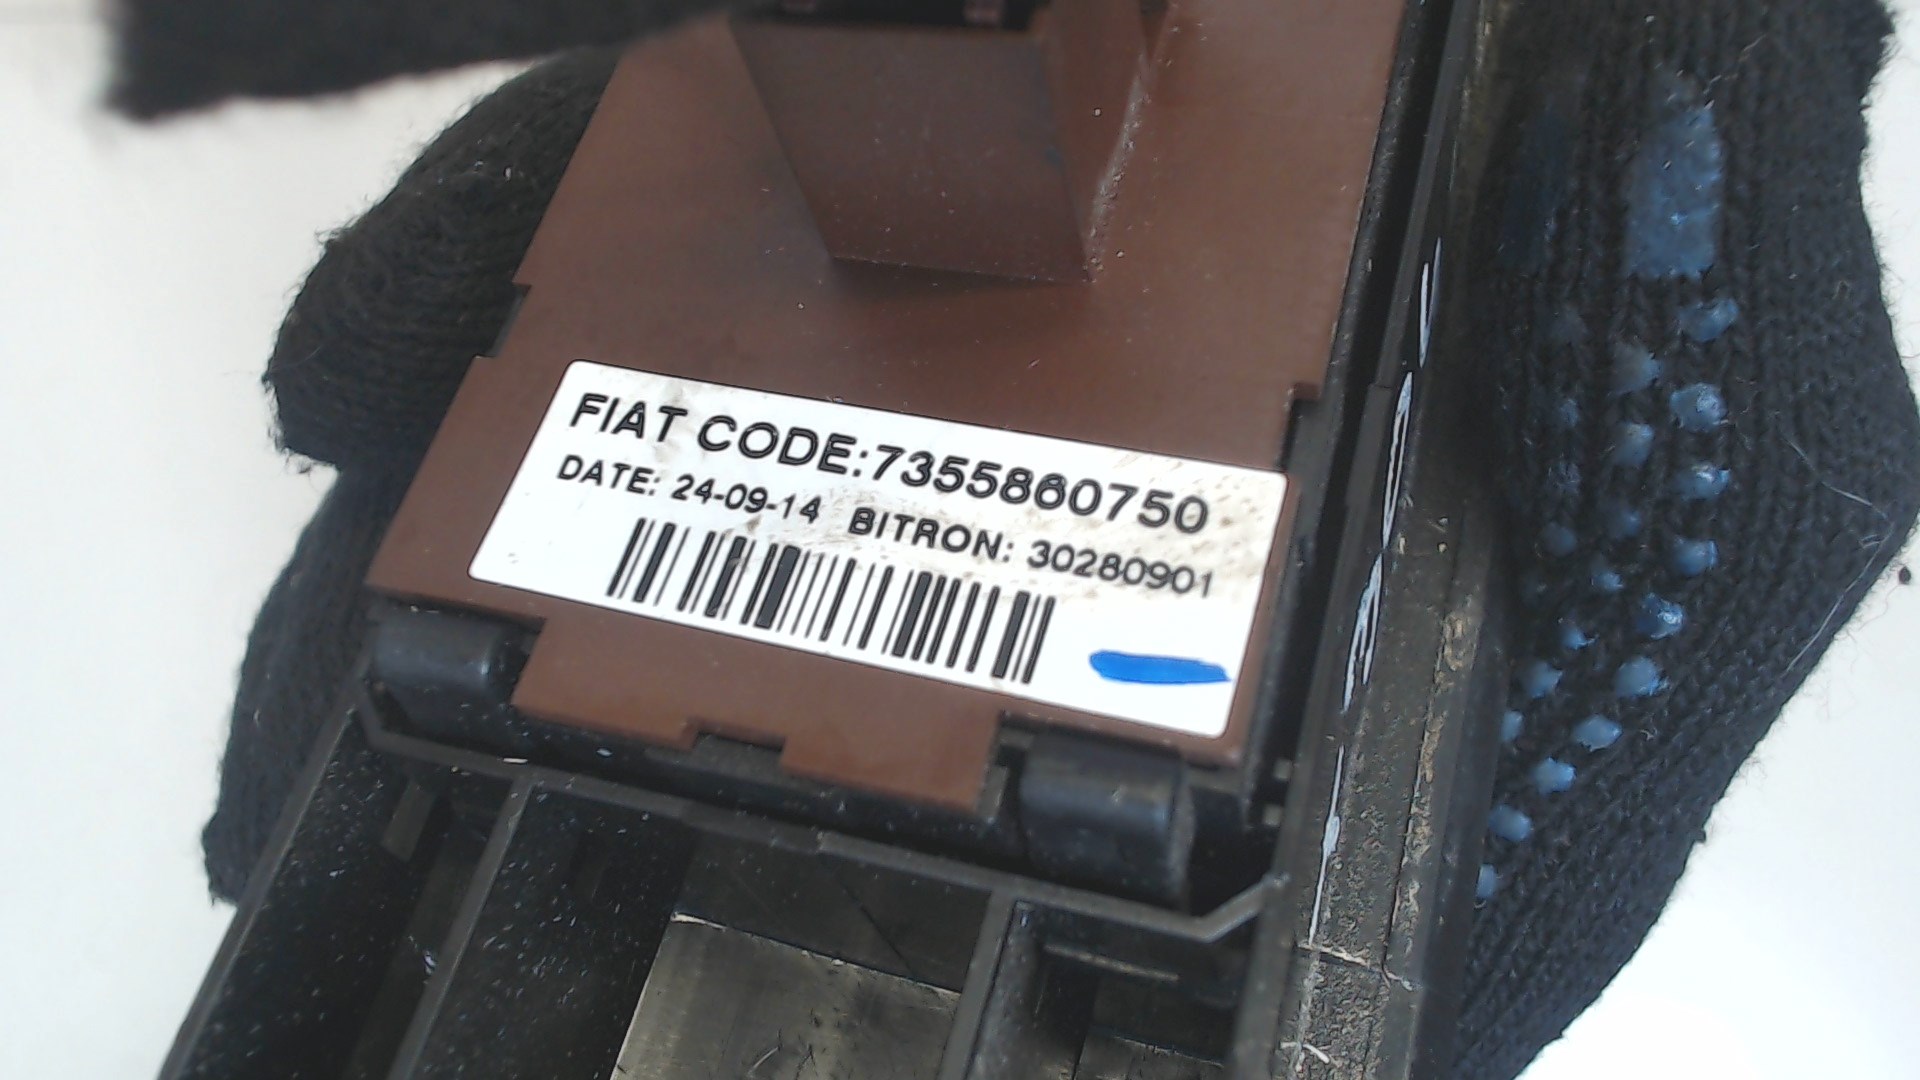 FIAT CODE:7355860750
DATE: 24-09-14 BITRON: 30280901